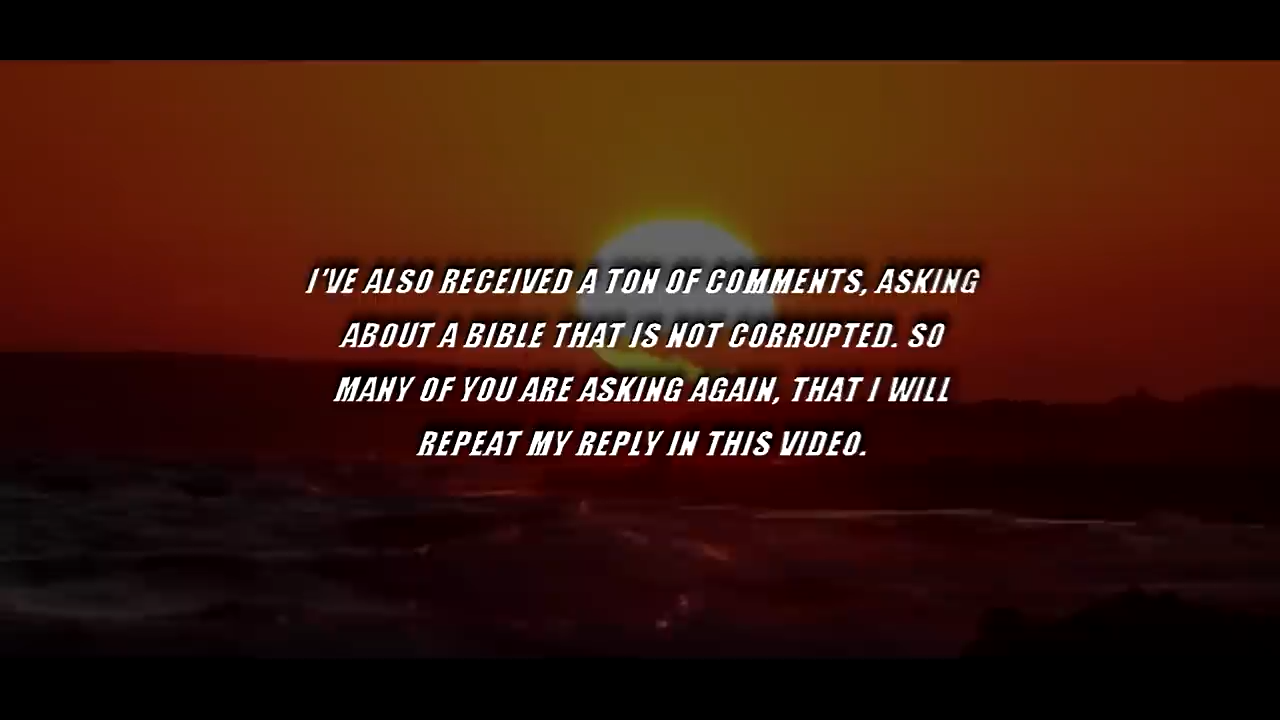 I'VE ALSO RECEIVED A TON OF COMMENTS, ASKING
ABOUT A BIBLE THAT IS NOT CORRUPTED. SO
MANY OF YOU ARE ASKING AGAIN, THAT I WILL
REPEAT MY REPLY IN THIS VIDEO.